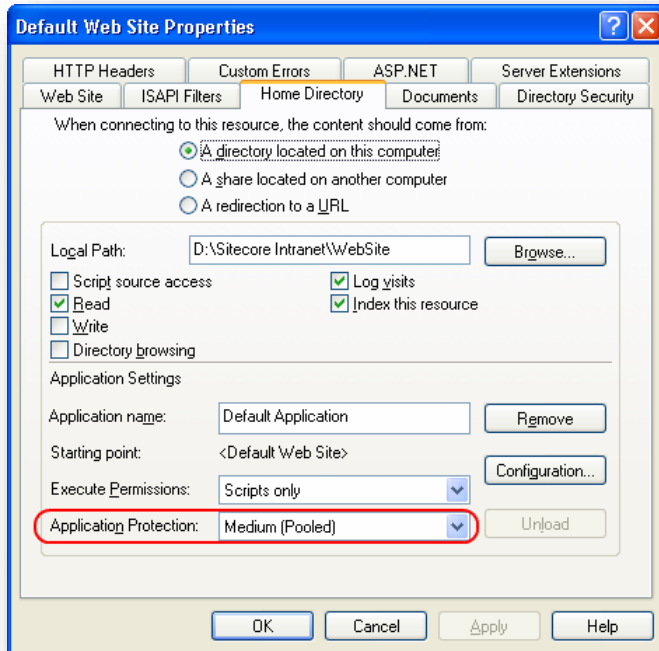 Default Web Site Properties
HTTP Headers Custom Errors ASP.NET Server Extensions
Web Site ISAPI Filters Home Directory Documents Directory Security
When connecting to this resource, the content should come from:
A directory located on this computer
A share located on another computer
A redirection to a URL
Local Path: D:\Sitecore Intranet\WebSite Browse...
Script source access Log visits
Read Index this resource
Write
Directory browsing
Application Settings
Application name: Default Application Remove
Starting point: <Default Web Site>
Configuration...
Execute Permissions: Scripts only
Application Protection: Medium (Pooled) Unload
OK Cancel Apply Help